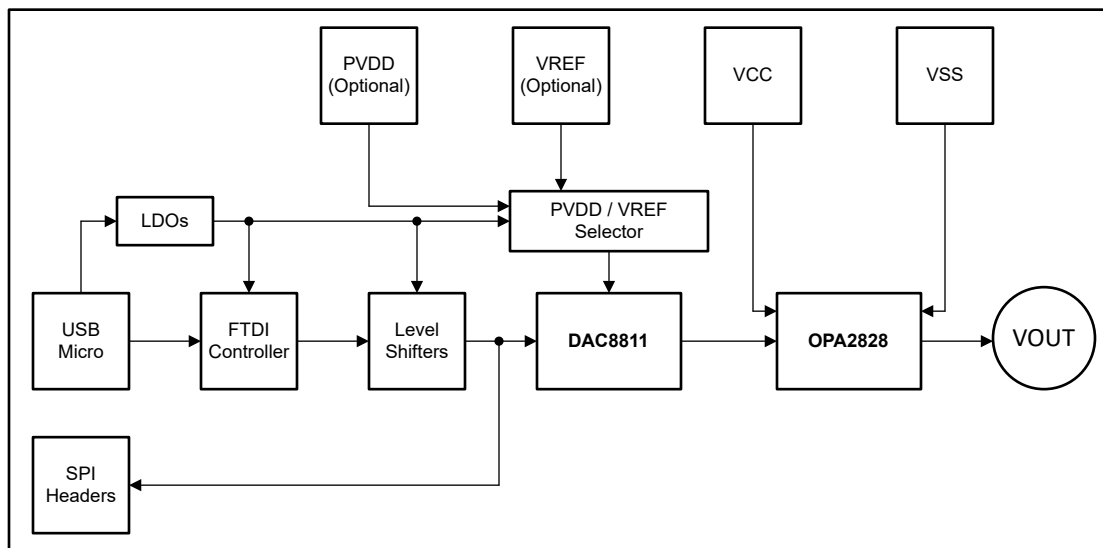 PVDD
(Optional)
VREF
(Optional)
VCC
VSS
LDOs
PVDD / VREF
Selector
USB
Micro
FTDI
Controller
Level
Shifters
DAC8811
OPA2828
VOUT
SPI
Headers